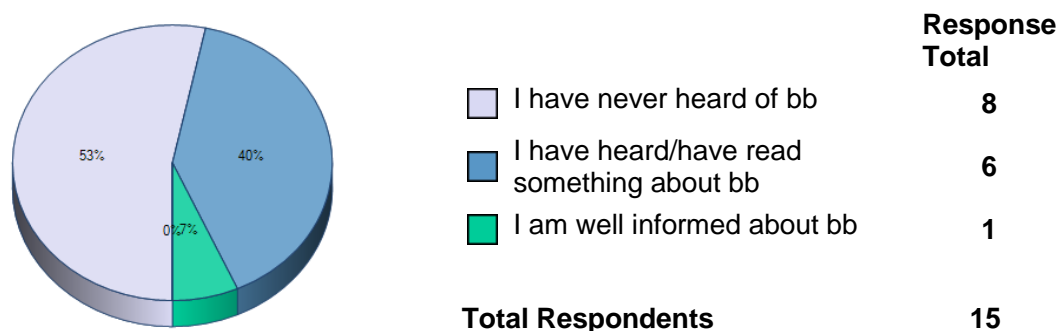 Response
Total
I have never heard of bb 8
I have heard/have read
something about bb 6
I am well informed about bb 1
Total Respondents 15
53%
40%
0%
7%